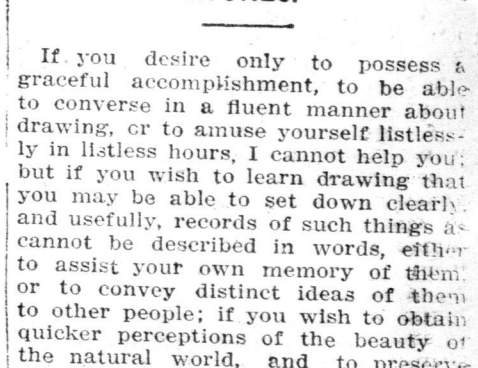 If you desire only to possess a
graceful accomplishment, to be able
to converse in a fluent manner about
drawing, or to amuse yourself listless-
ly in listless hours, I cannot help you;
but if you wish to learn drawing that
you may be able to set down clearly,
and usefully, records of such things as
cannot be described in words, either
to assist your own memory of them,
or to convey distinct ideas of them
to other people; if you wish to obtain
quicker perceptions of the beauty of
the natural world, and to preserve